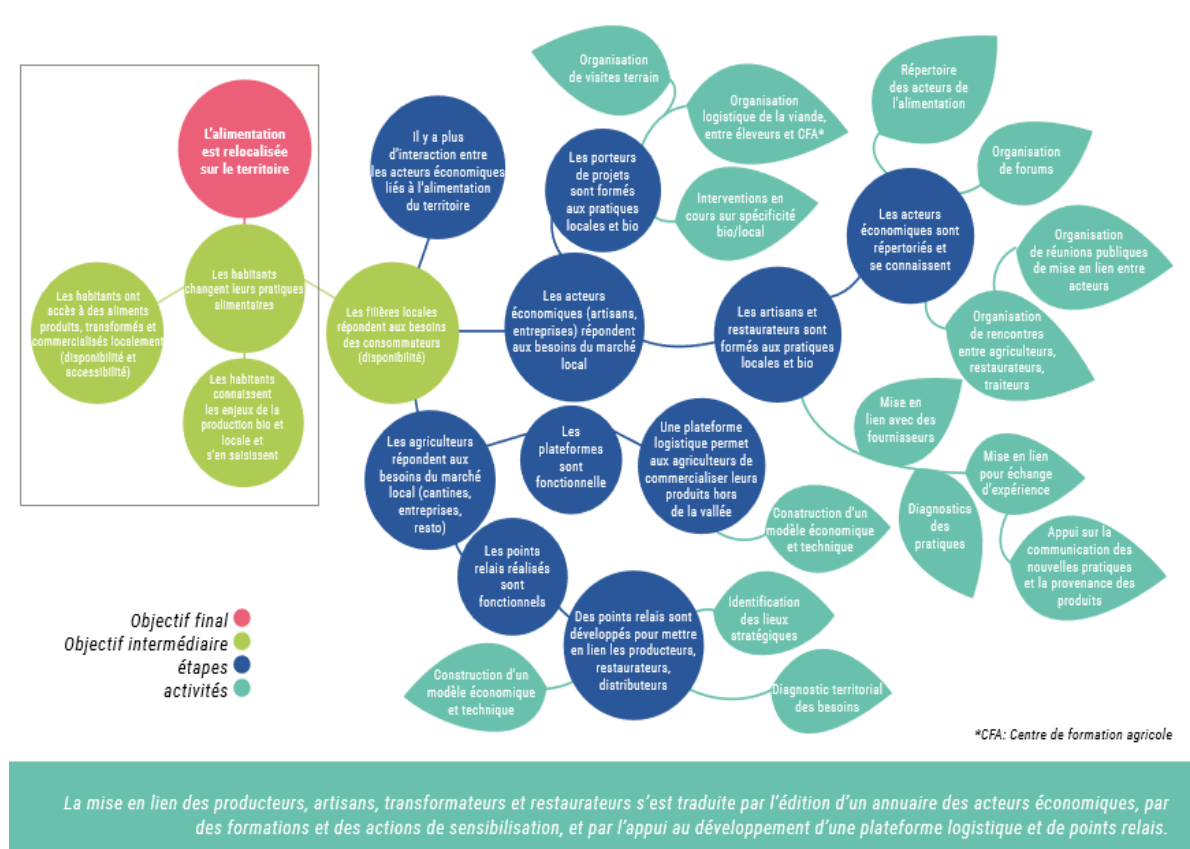 L'alimentation
est relocalisée
sur le territoire
Les habitants
changent leurs pratiques
alimentaires
Les habitants ont
accès à des aliments
produits, transformés et
commercialisés localement
(disponibilité et
accessibilité)
Les habitants
connaissent
les enjeux de la
production bio et
locale et
s'en saisissent
Les filières locales
répondent aux besoins
des consommateurs
(disponibilité)
Il y a plus
d'interaction entre
les acteurs économiques
liés à l'alimentation
du territoire
Les acteurs
économiques (artisans,
entreprises) répondent
aux besoins du marché
local
Les porteurs
de projets
sont formés
aux pratiques
locales et bio
Organisation
de visites terrain
Organisation
logistique de la viande,
entre éleveurs et CFA*
Interventions en
cours sur spécificité
bio/local
Les artisans et
restaurateurs sont
formés aux pratiques
locales et bio
Les acteurs
économiques sont
répertoriés et
se connaissent
Répertoire
des acteurs de
l'alimentation
Organisation
de forums
Organisation
de réunions publiques
de mise en lien entre
acteurs
Organisation
de rencontres
entre agriculteurs,
restaurateurs,
traiteurs
Mise en
lien avec des
fournisseurs
Mise en lien
pour échange
d'expérience
Diagnostics
des
pratiques
Appui sur la
communication des
nouvelles pratiques
et la provenance des
produits
Les agriculteurs
répondent aux
besoins du marché
local (cantines,
entreprises,
resto)
Les
plateformes
sont
fonctionnelle
Une plateforme
logistique permet
aux agriculteurs de
commercialiser leurs
produits hors
de la vallée
Construction d'un
modèle économique
et technique
Les points
relais réalisés
sont
fonctionnels
Des points relais sont
développés pour mettre
en lien les producteurs,
restaurateurs,
distributeurs
Identification
des lieux
stratégiques
Diagnostic territorial
des besoins
Construction d'un
modèle économique
et technique
Objectif final
Objectif intermédiaire
étapes
activités
*CFA: Centre de formation agricole
La mise en lien des producteurs, artisans, transformateurs et restaurateurs s'est traduite par l'édition d'un annuaire des acteurs économiques, par
des formations et des actions de sensibilisation, et par l'appui au développement d'une plateforme logistique et de points relais.